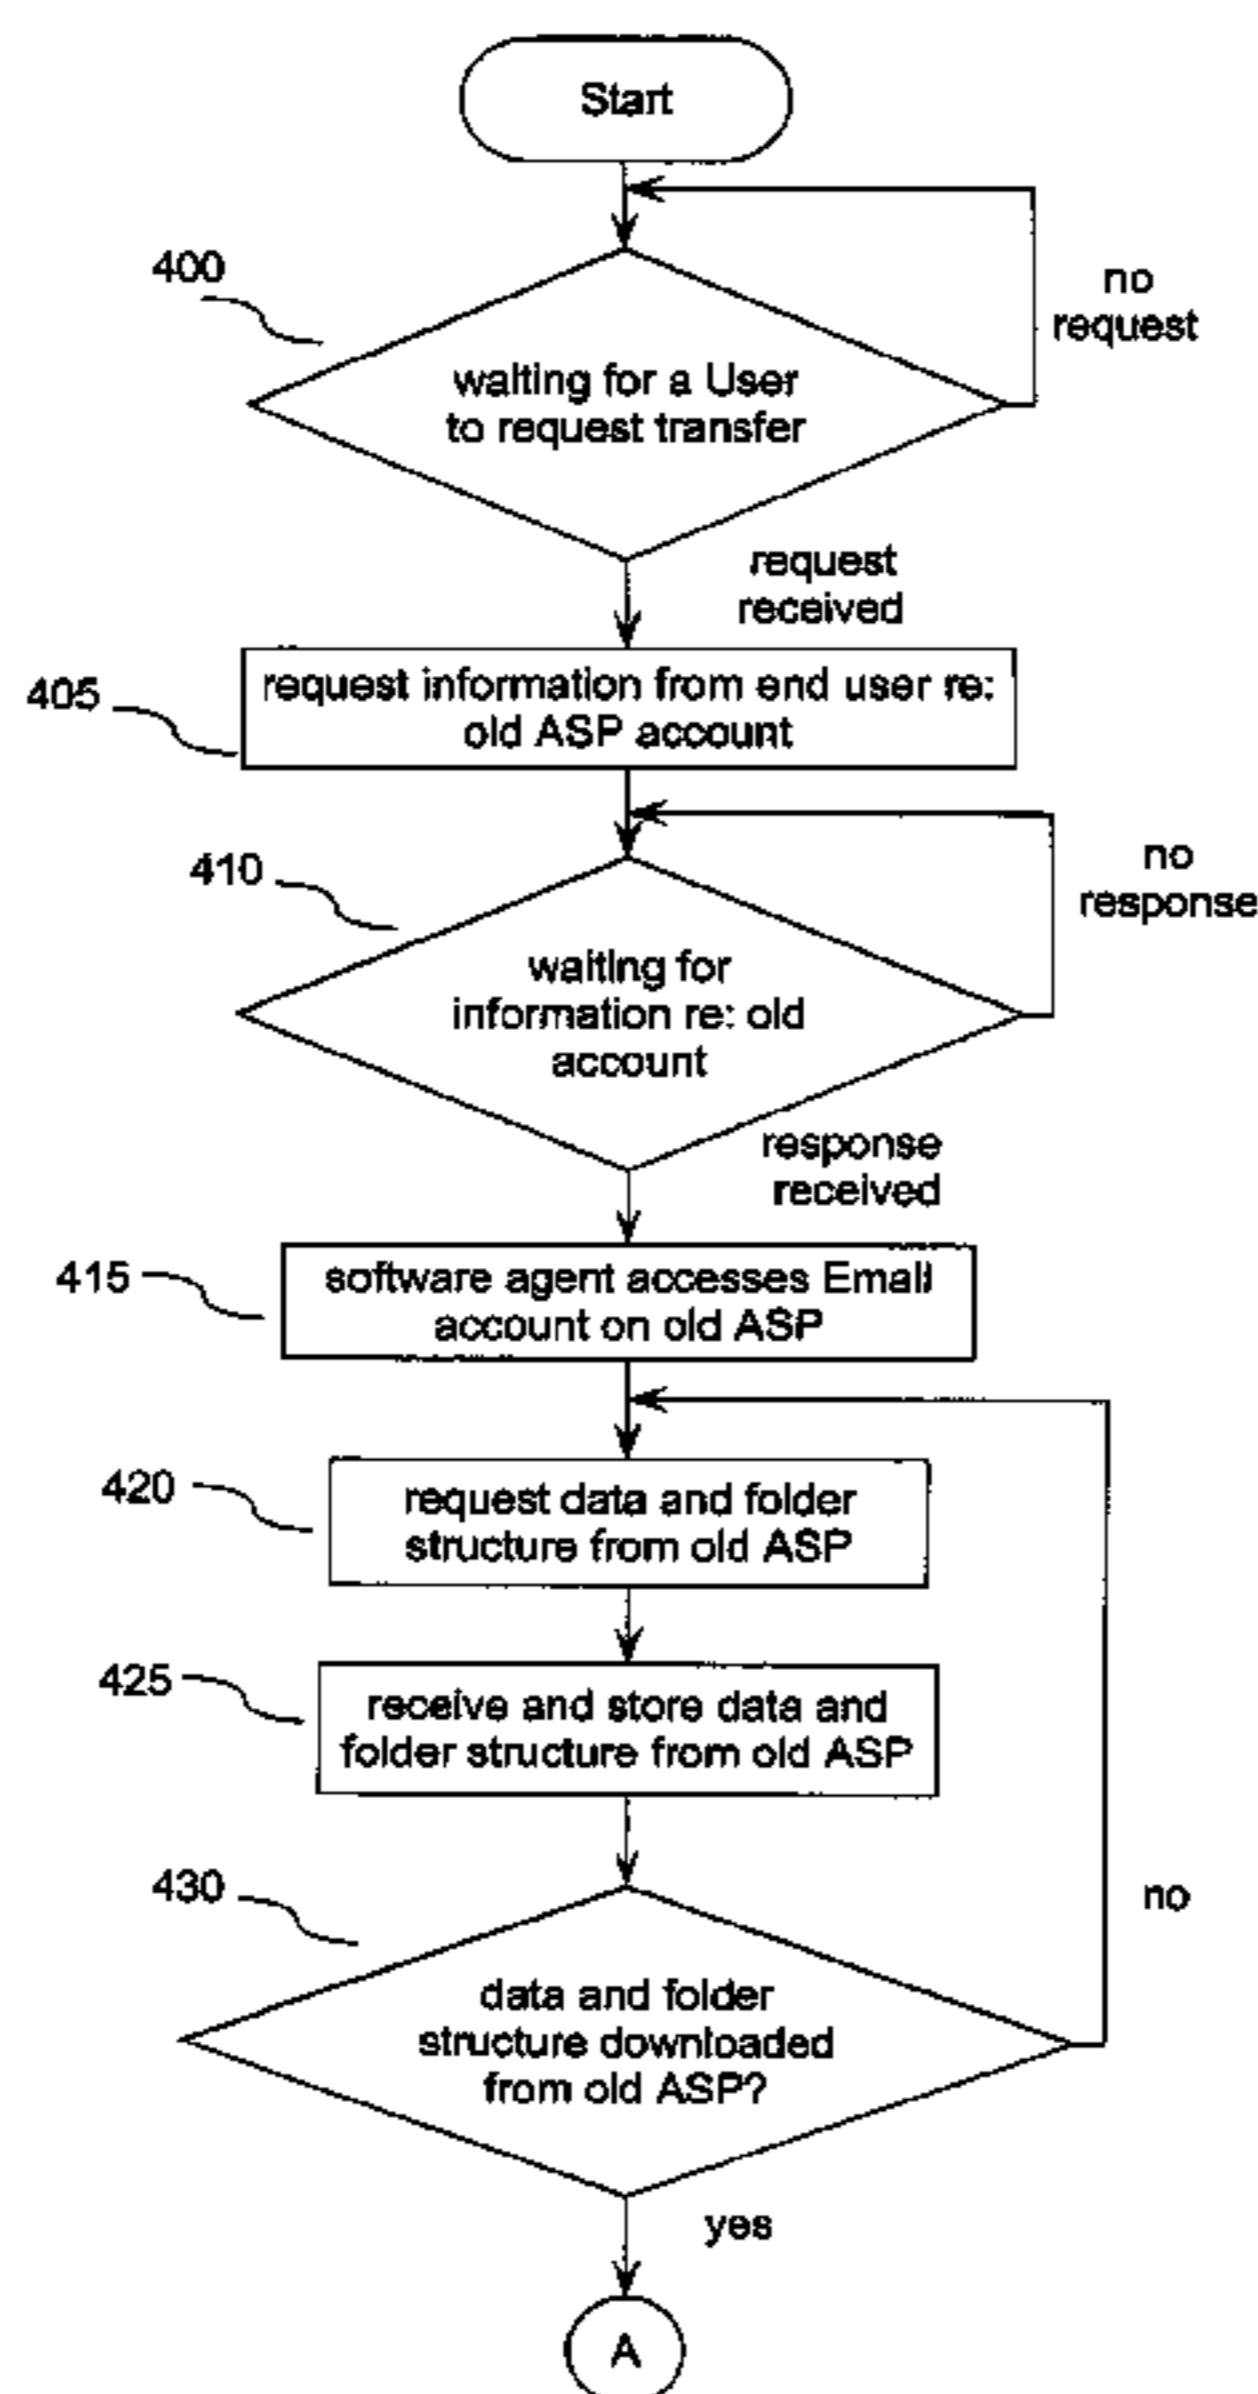 Start
400
no
request
waiting for a User
to request transfer
request
received
405
request information from end user re:
old ASP account
410
no
response
waiting for
information re: old
account
response
received
415
software agent accesses Email
account on old ASP
420
request data and folder
structure from old ASP
425
receive and store data and
folder structure from old ASP
430
no
data and folder
structure downloaded
from old ASP?
yes
A